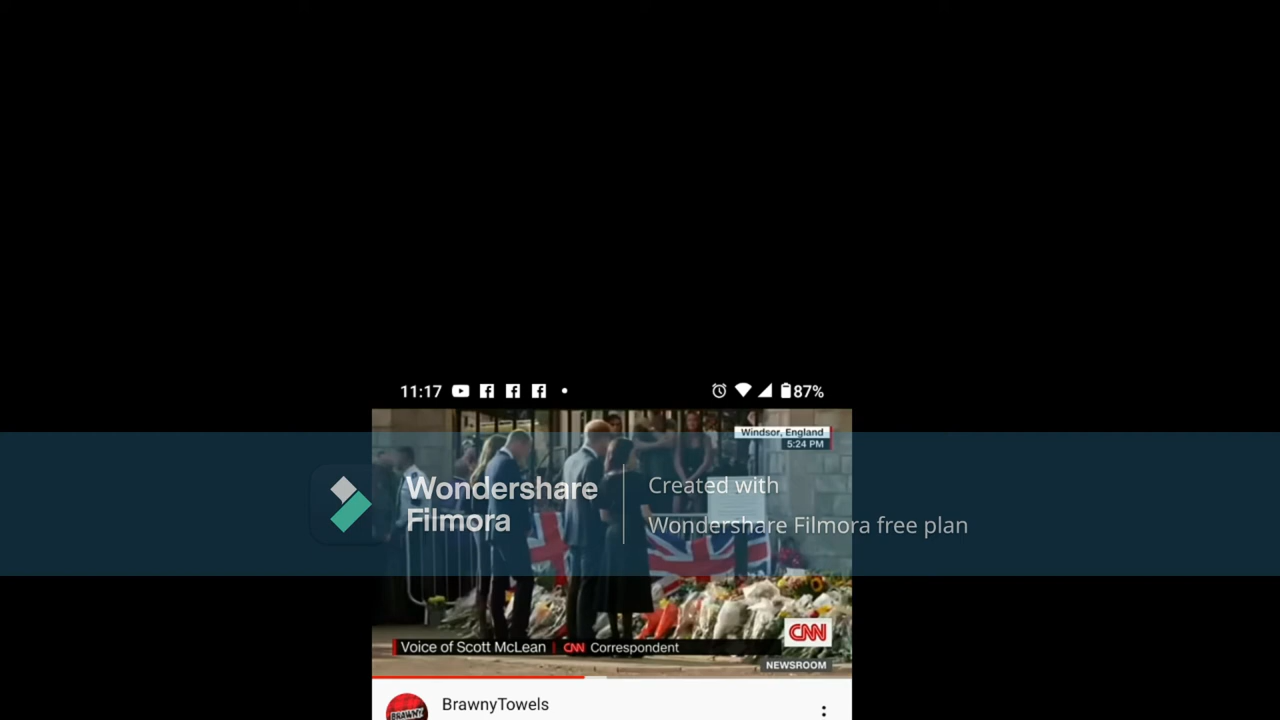 11:17
87%
Windsor, England
5:24 PM
Wondershare
Filmora
Created with
Wondershare Filmora free plan
CNN
Voice of Scott McLean | CNN Correspondent
NEWSROOM
BRAWNY
BrawnyTowels